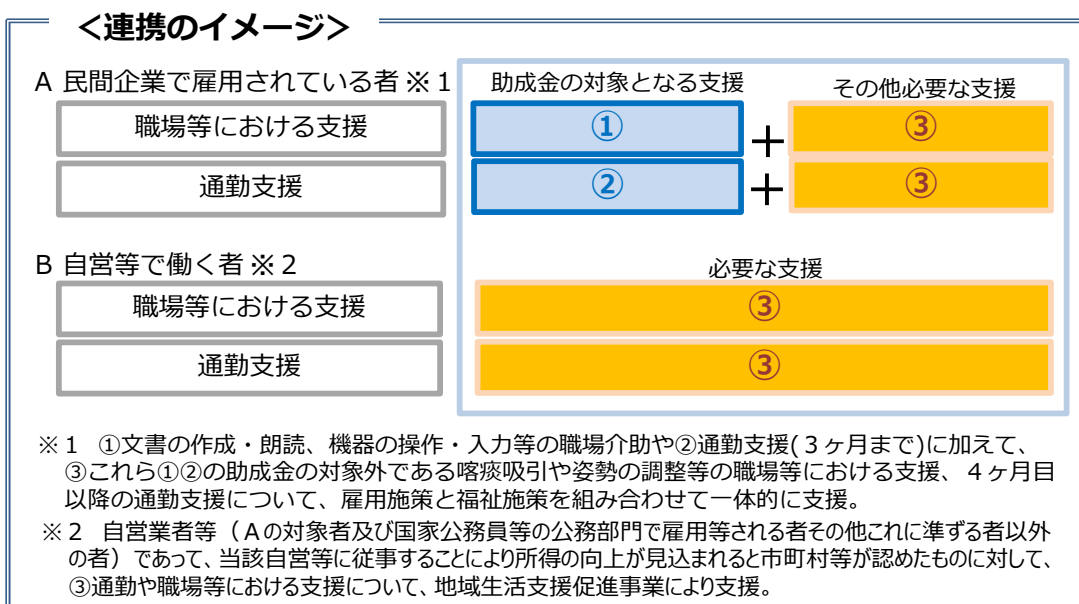 ＜連携のイメージ＞
A 民間企業で雇用されている者 ※１
助成金の対象となる支援
その他必要な支援
職場等における支援
①
＋
③
通勤支援
②
＋
③
B 自営等で働く者 ※２
必要な支援
職場等における支援
③
通勤支援
③
※１ ①文書の作成・朗読、機器の操作・入力等の職場介助や②通勤支援(３ヶ月まで)に加えて、
③これら①②の助成金の対象外である喀痰吸引や姿勢の調整等の職場等における支援、４ヶ月目
以降の通勤支援について、雇用施策と福祉施策を組み合わせて一体的に支援。
※２ 自営業者等（Aの対象者及び国家公務員等の公務部門で雇用等される者その他これに準ずる者以外
の者）であって、当該自営等に従事することにより所得の向上が見込まれると市町村等が認めたものに対して、
③通勤や職場等における支援について、地域生活支援促進事業により支援。